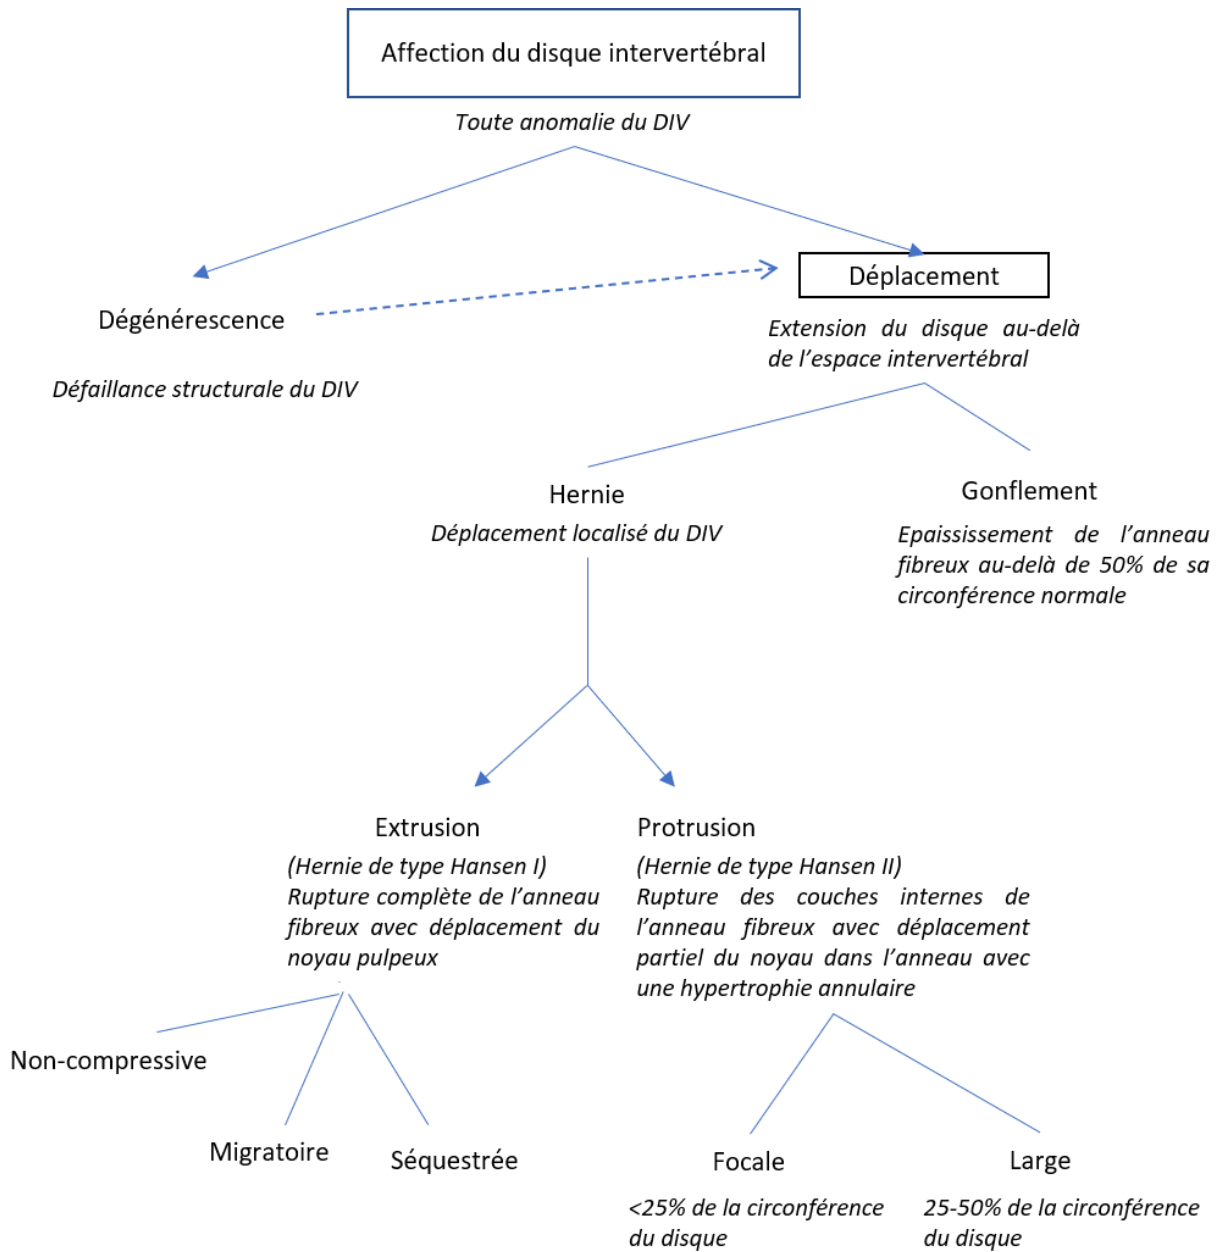 Affection du disque intervertébral
Toute anomalie du DIV
Déplacement
Dégénérescence
Extension du disque au-delà
de l’espace intervertébral
Défaillance structurale du DIV
Hernie
Déplacement localisé du DIV
Gonflement
Epaississement de l’anneau
fibreux au-delà de 50% de sa
circonférence normale
Extrusion
(Hernie de type Hansen I)
Rupture complète de l’anneau
fibreux avec déplacement du
noyau pulpeux
Protrusion
(Hernie de type Hansen II)
Rupture des couches internes de
l’anneau fibreux avec déplacement
partiel du noyau dans l’anneau avec
une hypertrophie annulaire
Non-compressive
Migratoire
Séquestrée
Focale
<25% de la circonférence
du disque
Large
25-50% de la circonférence
du disque